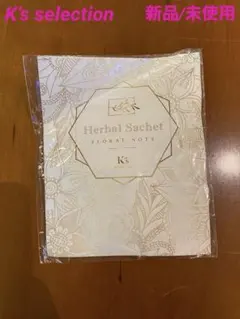 K's selection 新品/未使用
Herbal Sachet
FLORAL NOTE
K's